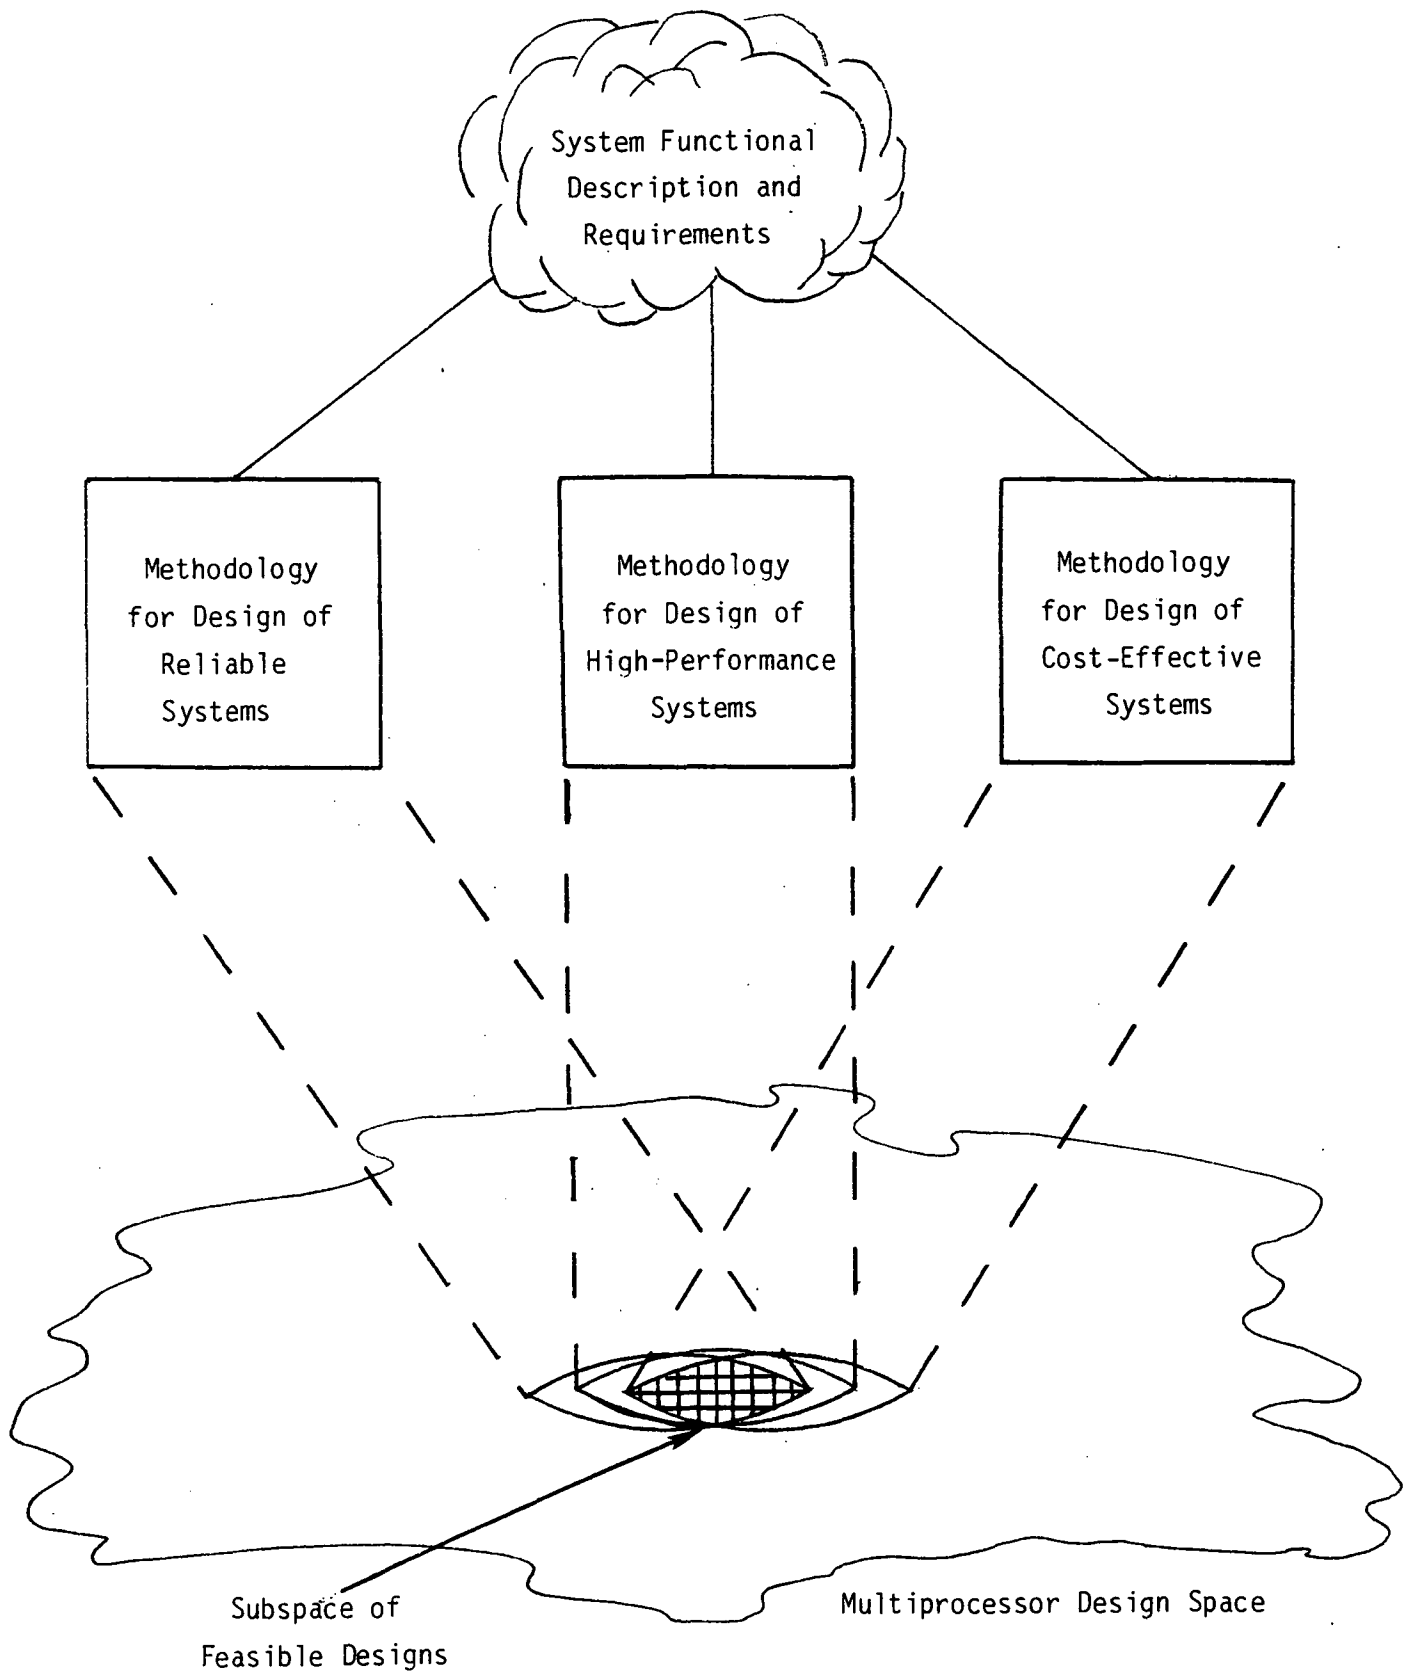 System Functional
Description and
Requirements
Methodology
for Design of
Reliable
Systems
Methodology
for Design of
High-Performance
Systems
Methodology
for Design of
Cost-Effective
Systems
Subspace of
Feasible Designs
Multiprocessor Design Space